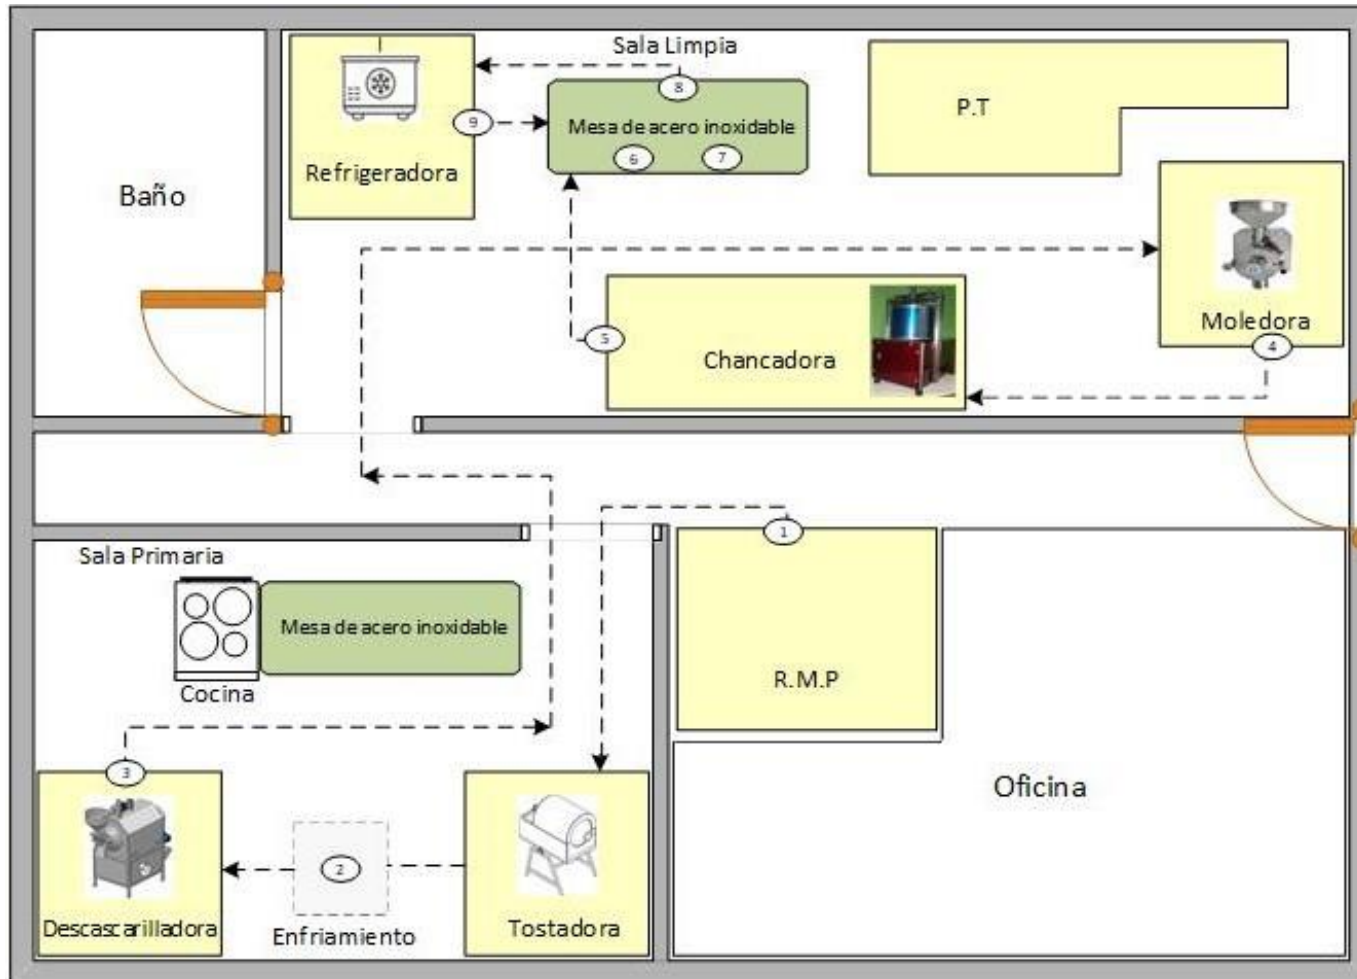 Sala Limpia
8
Mesa de acero inoxidable
6
7
9
Refrigeradora
P.T
Baño
Moledora
4
5
Chancadora
1
Sala Primaria
Mesa de acero inoxidable
Cocina
R.M.P
3
Oficina
2
Descascarilladora
Enfriamiento
Tostadora